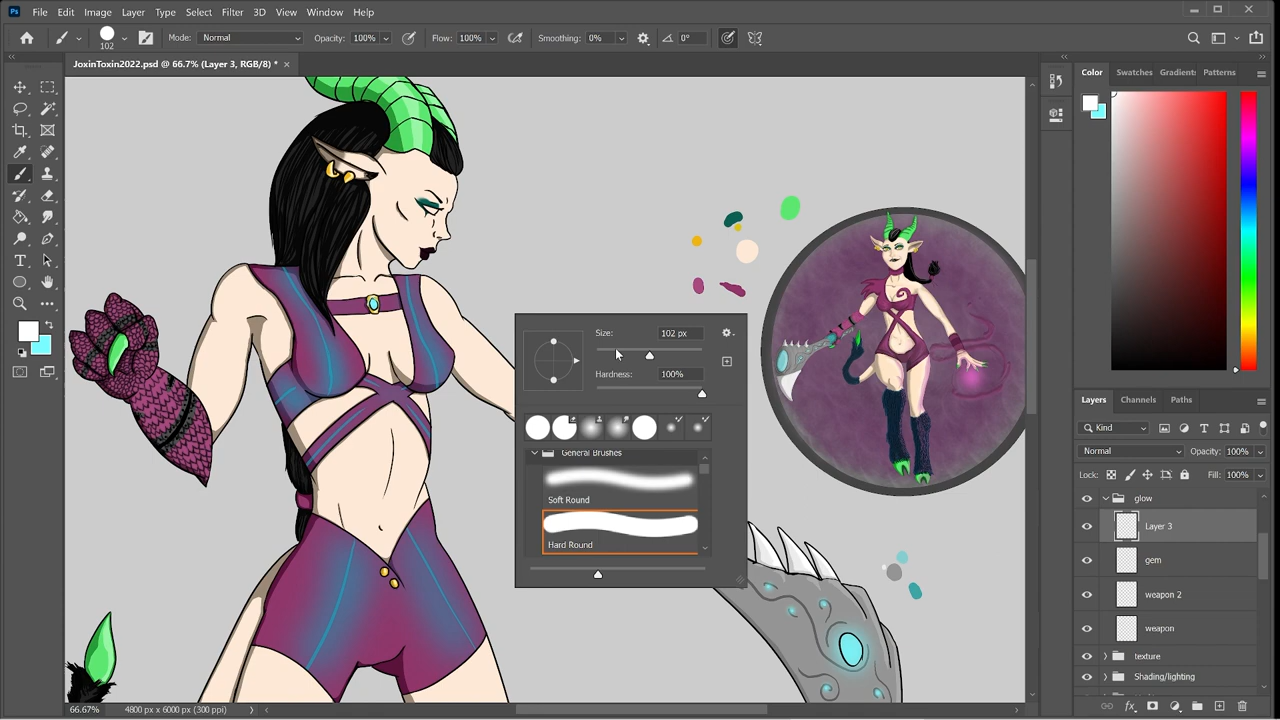 Ps File Edit Image Layer Type Select Filter 3D View Window Help
102 Mode: Normal Opacity: 100% Flow: 100% Smoothing: 0% 0°
JoxinToxin2022.psd @ 66.7% (Layer 3, RGB/8) *
Color Swatches Gradients Patterns
Size: 102 px
Hardness: 100%
General Brushes
Soft Round
Hard Round
Layers Channels Paths
Kind
Normal Opacity: 100%
Lock: Fill: 100%
glow
Layer 3
gem
weapon 2
weapon
texture
Shading/lighting
66.67% 4800 px x 6000 px (300 ppi)